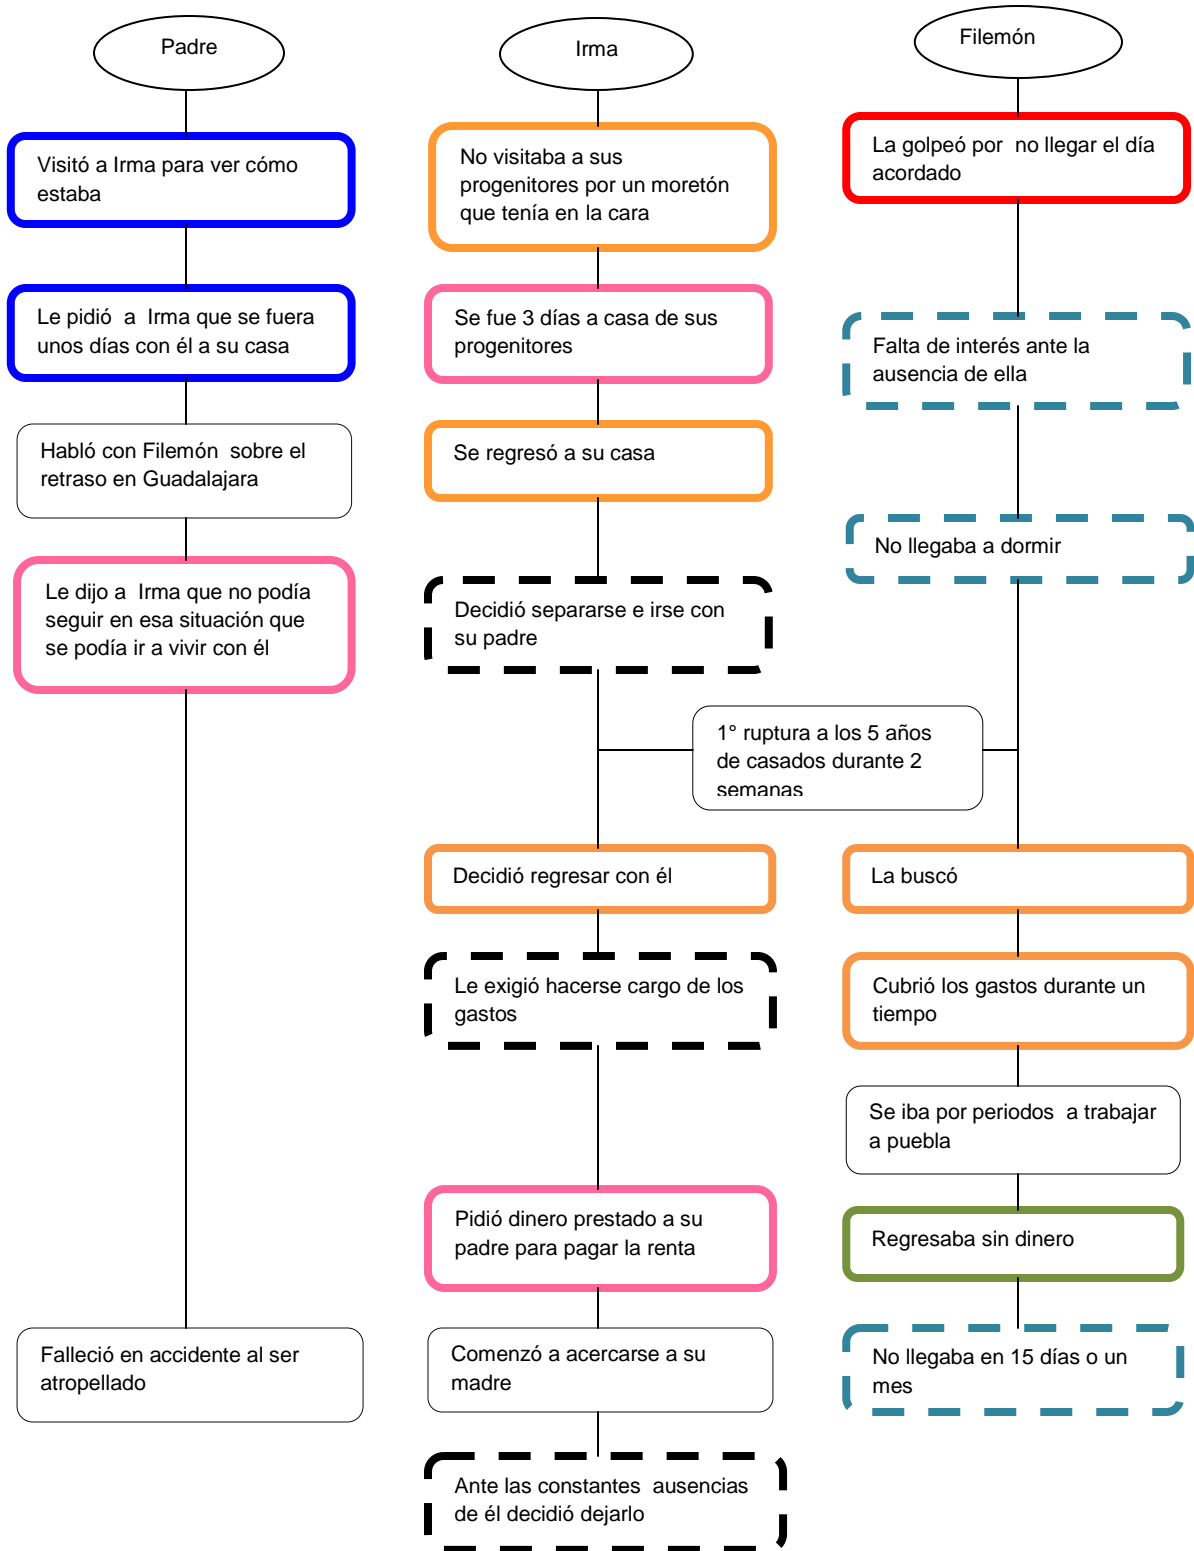 Padre
Irma
Filemón
Visitó a Irma para ver cómo
estaba
No visitaba a sus
progenitores por un moretón
que tenía en la cara
La golpeó por  no llegar el día
acordado
Le pidió  a  Irma que se fuera
unos días con él a su casa
Se fue 3 días a casa de sus
progenitores
Falta de interés ante la
ausencia de ella
Habló con Filemón  sobre el
retraso en Guadalajara
Se regresó a su casa
No llegaba a dormir
Le dijo a  Irma que no podía
seguir en esa situación que
se podía ir a vivir con él
Decidió separarse e irse con
su padre
1° ruptura a los 5 años
de casados durante 2
semanas
Decidió regresar con él
La buscó
Le exigió hacerse cargo de los
gastos
Cubrió los gastos durante un
tiempo
Se iba por periodos  a trabajar
a puebla
Pidió dinero prestado a su
padre para pagar la renta
Regresaba sin dinero
Falleció en accidente al ser
atropellado
Comenzó a acercarse a su
madre
No llegaba en 15 días o un
mes
Ante las constantes  ausencias
de él decidió dejarlo